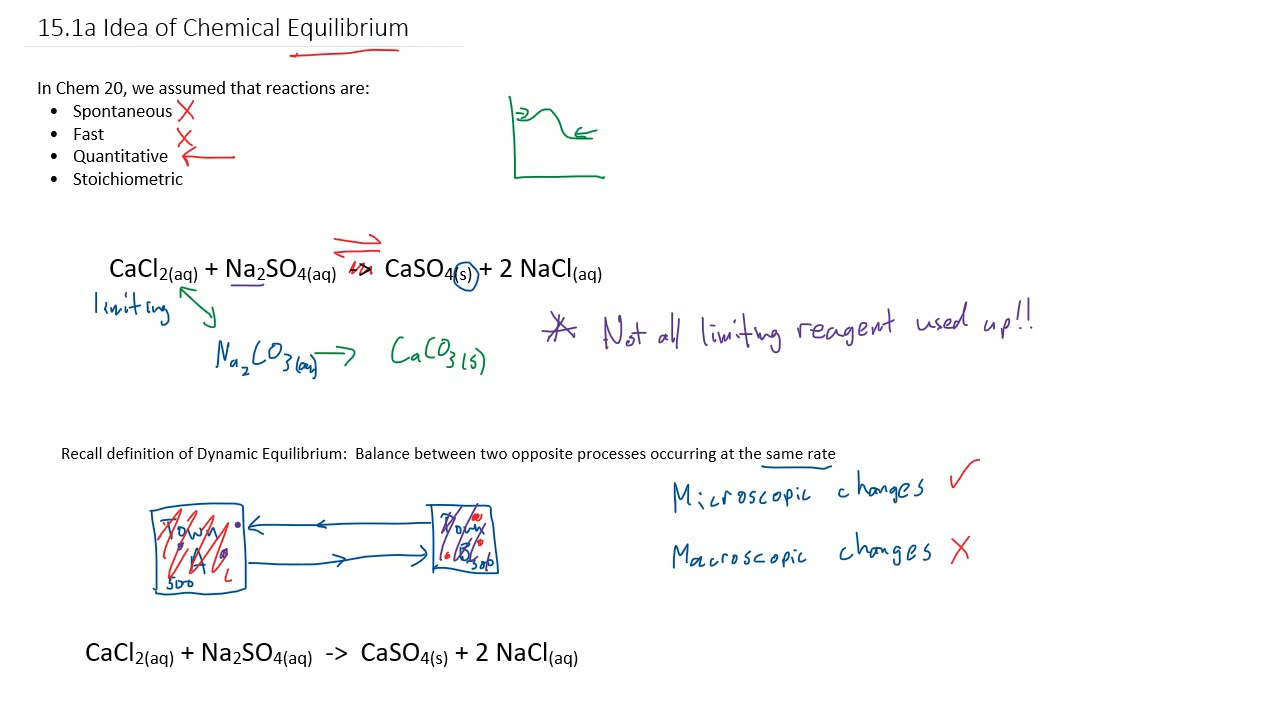 15.1a Idea of Chemical Equilibrium
In Chem 20, we assumed that reactions are:
• Spontaneous X
• Fast X
• Quantitative ←
• Stoichiometric
CaCl₂(aq) + Na₂SO₄(aq) ⇌ CaSO₄(s) + 2 NaCl(aq)
limiting
Na₂CO₃(aq) → CaCO₃(s)
* Not all limiting reagent used up!!
Recall definition of Dynamic Equilibrium: Balance between two opposite processes occurring at the same rate
Microscopic changes ✓
Macroscopic changes X
Town
A
500
Town
B
500
CaCl₂(aq) + Na₂SO₄(aq) -> CaSO₄(s) + 2 NaCl(aq)